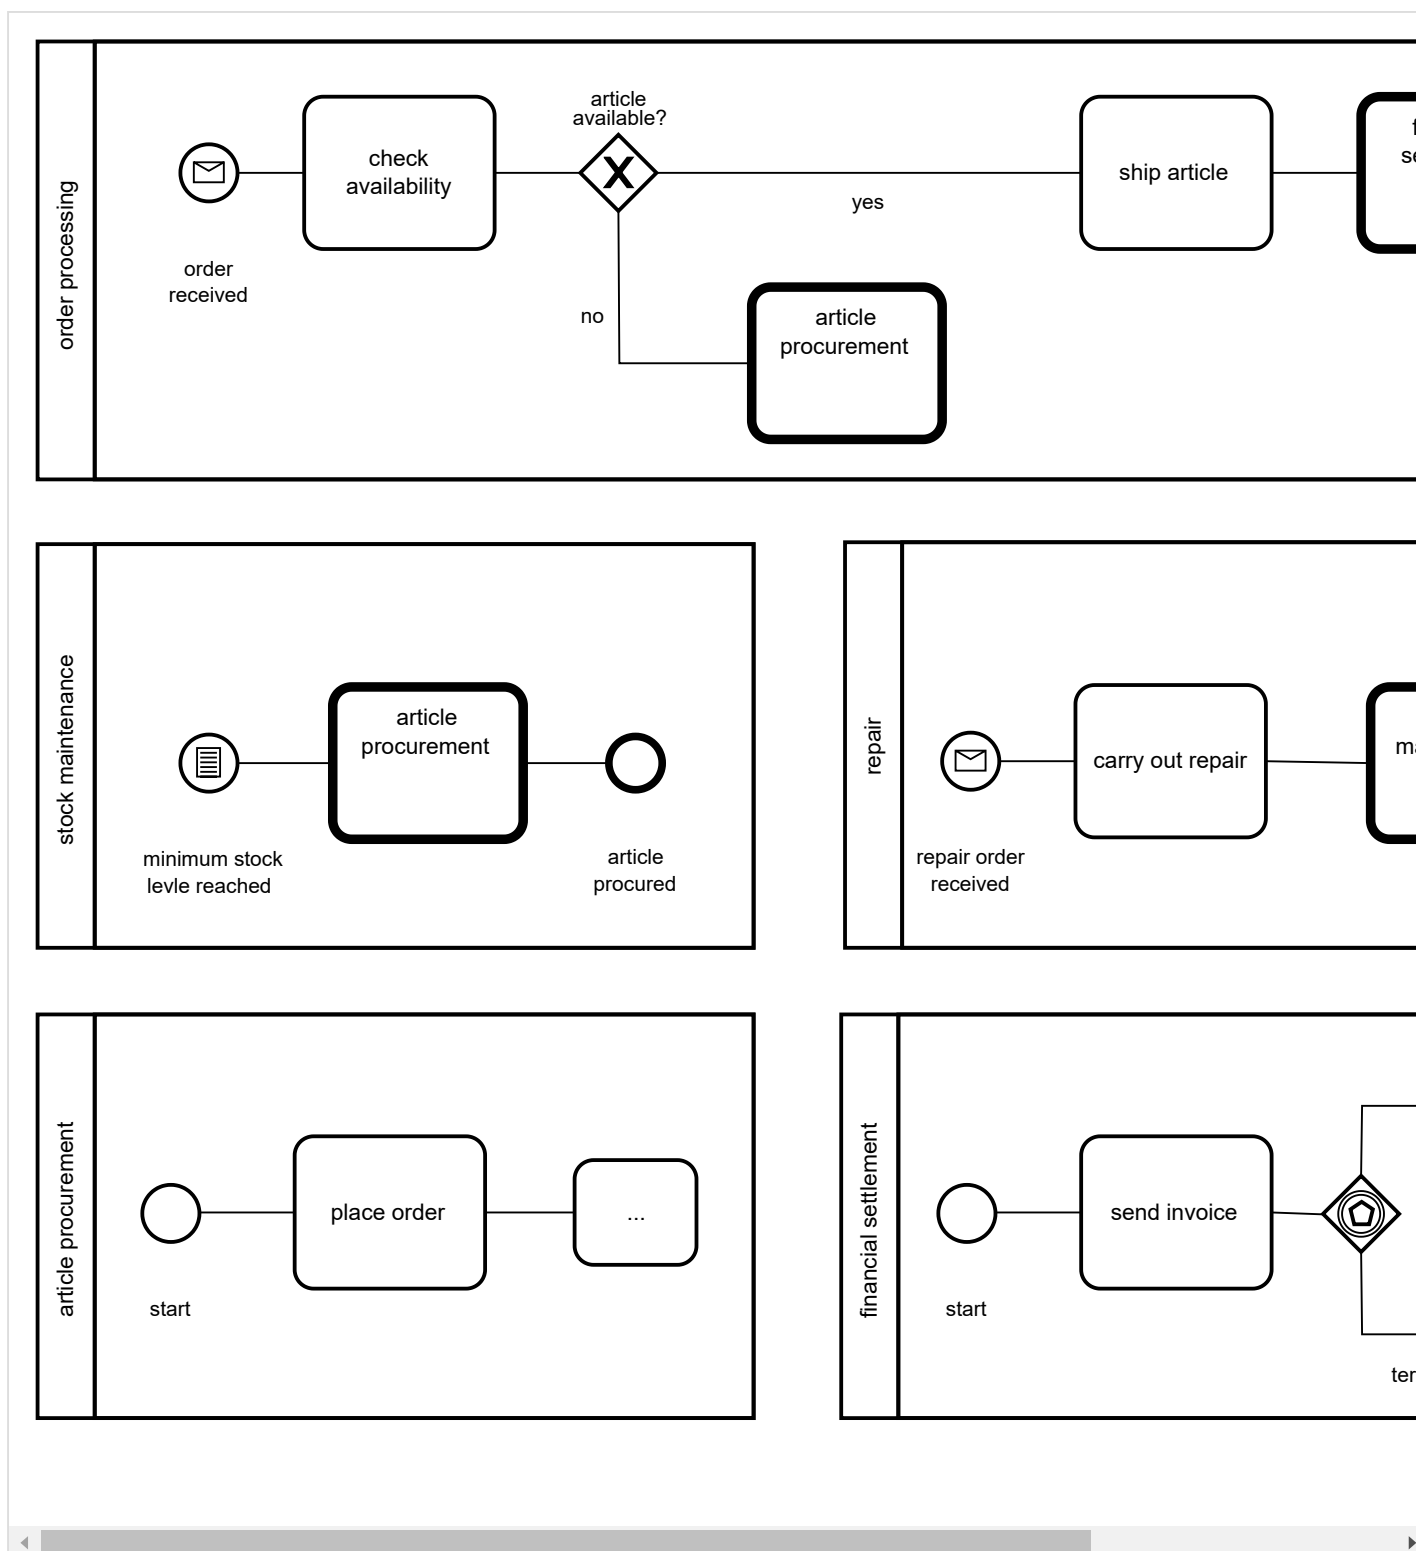 order processing
order
received
check
availability
article
available?
yes
no
article
procurement
ship article
stock maintenance
minimum stock
levle reached
article
procurement
article
procured
repair
repair order
received
carry out repair
article procurement
start
place order
...
financial settlement
start
send invoice